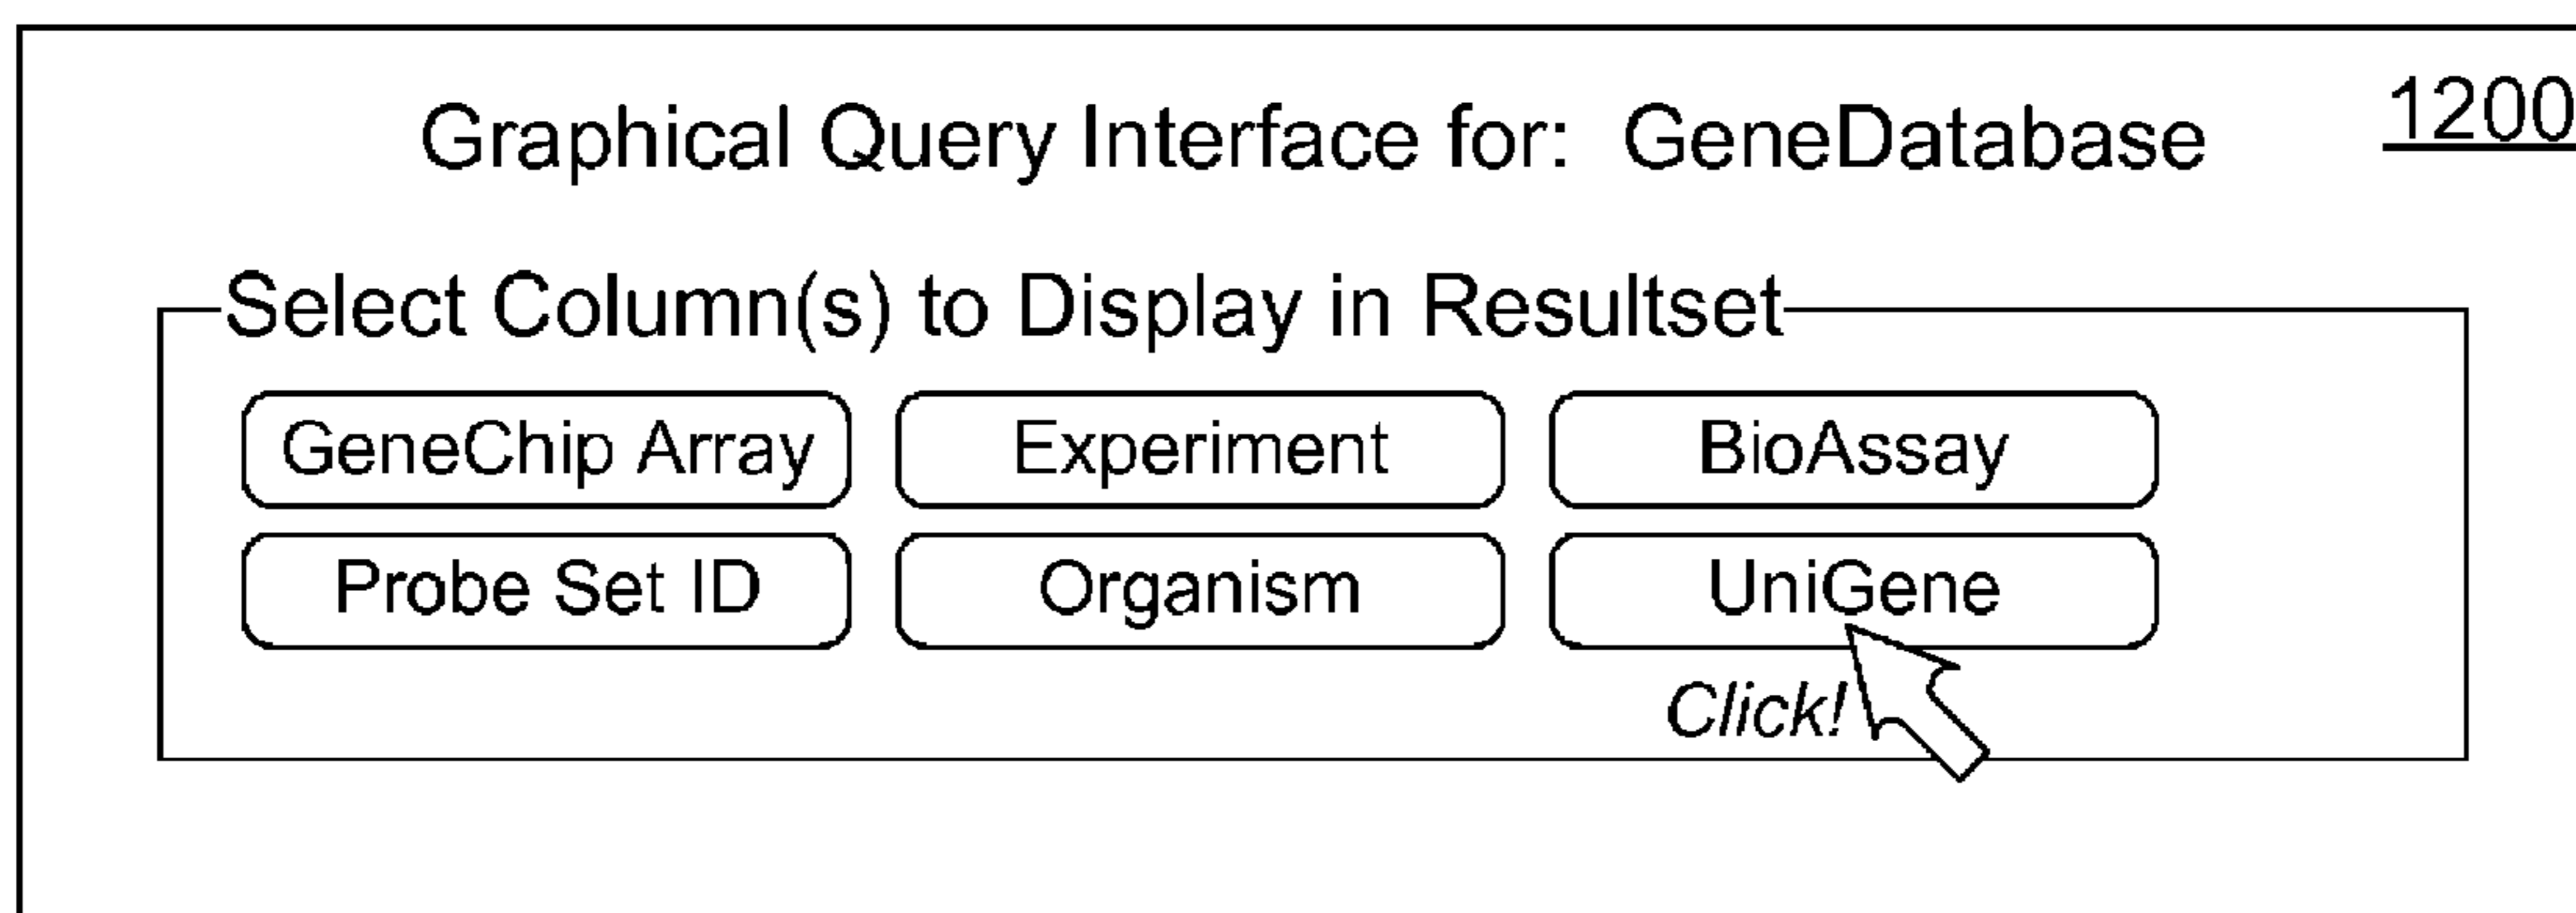 1200
Graphical Query Interface for: GeneDatabase
Select Column(s) to Display in Resultset
GeneChip Array Experiment BioAssay
Probe Set ID Organism UniGene
Click!